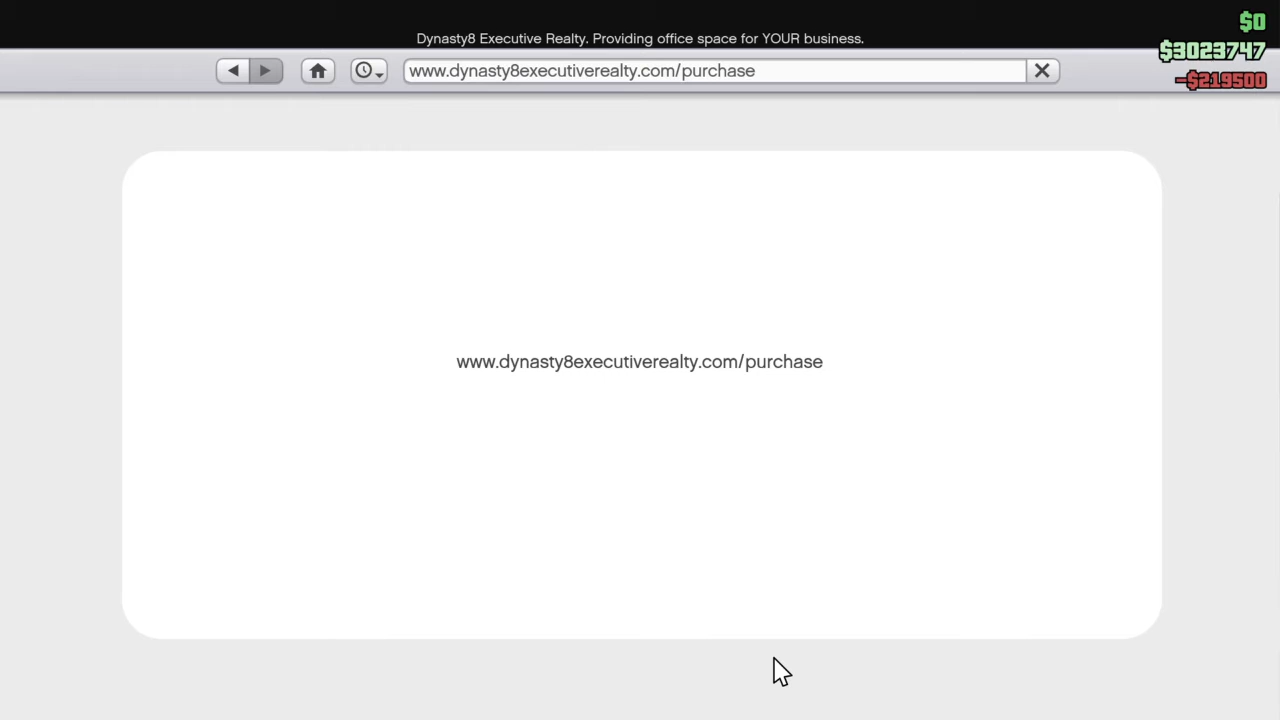 Dynasty8 Executive Realty. Providing office space for YOUR business.
$0
www.dynasty8executiverealty.com/purchase
$3023747
-$219500
www.dynasty8executiverealty.com/purchase